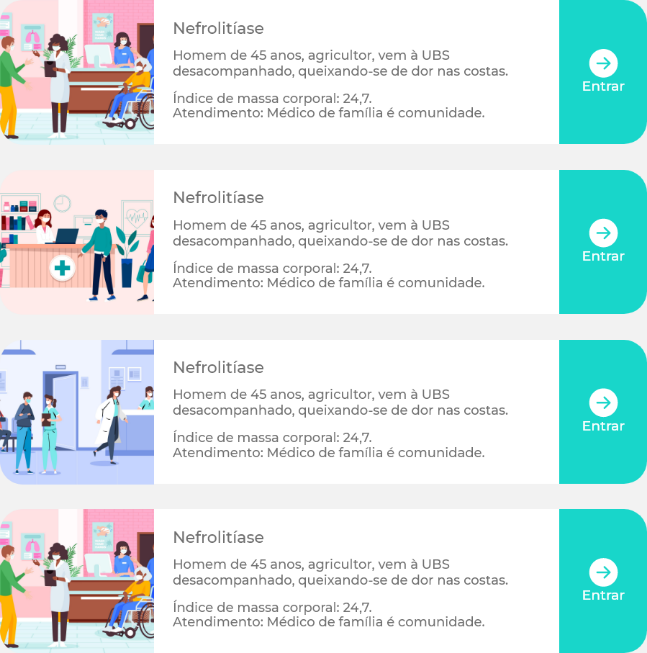 Nefrolitíase
Homem de 45 anos, agricultor, vem à UBS
desacompanhado, queixando-se de dor nas costas.
Índice de massa corporal: 24,7.
Atendimento: Médico de família é comunidade.
Entrar
Nefrolitíase
Homem de 45 anos, agricultor, vem à UBS
desacompanhado, queixando-se de dor nas costas.
Índice de massa corporal: 24,7.
Atendimento: Médico de família é comunidade.
Entrar
Nefrolitíase
Homem de 45 anos, agricultor, vem à UBS
desacompanhado, queixando-se de dor nas costas.
Índice de massa corporal: 24,7.
Atendimento: Médico de família é comunidade.
Entrar
Nefrolitíase
Homem de 45 anos, agricultor, vem à UBS
desacompanhado, queixando-se de dor nas costas.
Índice de massa corporal: 24,7.
Atendimento: Médico de família é comunidade.
Entrar